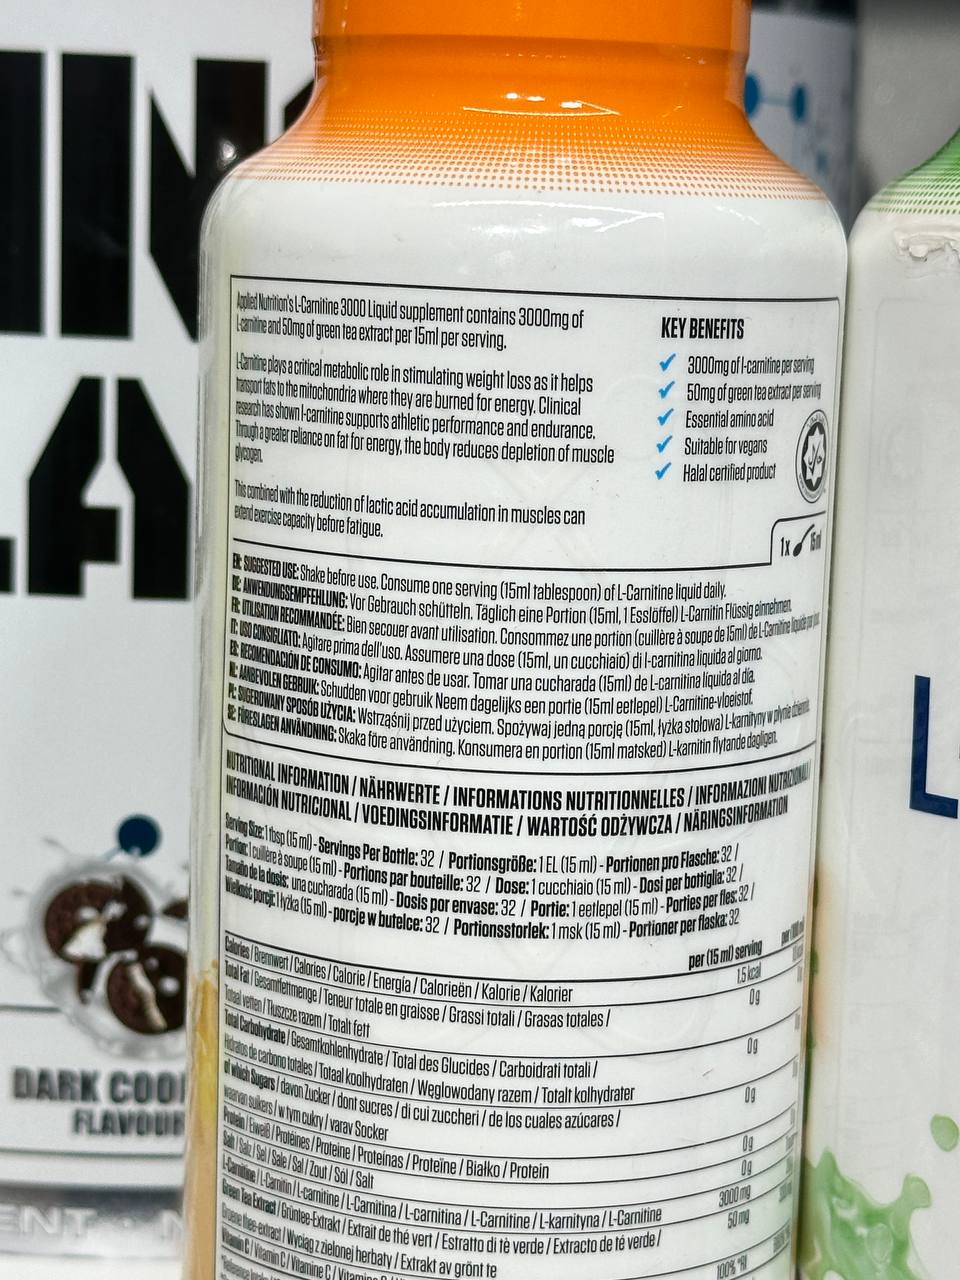 DARK COO
FLAVOUR
Applied Nutrition's L-Carnitine 3000 Liquid supplement contains 3000mg of
L-carnitine and 50mg of green tea extract per 15ml per serving.
L-Carnitine plays a critical metabolic role in stimulating weight loss as it helps
transport fats to the mitochondria where they are burned for energy. Clinical
research has shown l-carnitine supports athletic performance and endurance.
Through a greater reliance on fat for energy, the body reduces depletion of muscle
glycogen.
This combined with the reduction of lactic acid accumulation in muscles can
extend exercise capacity before fatigue.
KEY BENEFITS
✓ 3000mg of l-carnitine per serving
✓ 50mg of green tea extract per serving
✓ Essential amino acid
✓ Suitable for vegans
✓ Halal certified product
1x 15ml
EN: SUGGESTED USE: Shake before use. Consume one serving (15ml tablespoon) of L-Carnitine liquid daily.
DE: ANWENDUNGSEMPFEHLUNG: Vor Gebrauch schütteln. Täglich eine Portion (15ml, 1 Esslöffel) L-Carnitin Flüssig einnehmen.
FR: UTILISATION RECOMMANDÉE: Bien secouer avant utilisation. Consommez une portion (cuillère à soupe de 15ml) de L-Carnitine liquide par jour.
IT: USO CONSIGLIATO: Agitare prima dell'uso. Assumere una dose (15ml, un cucchiaio) di l-carnitina liquida al giorno.
ES: RECOMENDACIÓN DE CONSUMO: Agitar antes de usar. Tomar una cucharada (15ml) de L-carnitina líquida al día.
NL: AANBEVOLEN GEBRUIK: Schudden voor gebruik Neem dagelijks een portie (15ml eetlepel) L-Carnitine-vloeistof.
PL: SUGEROWANY SPOSÓB UŻYCIA: Wstrząśnij przed użyciem. Spożywaj jedną porcję (15ml, łyżka stołowa) L-karnityny w płynie dziennie.
SE: FÖRESLAGEN ANVÄNDNING: Skaka före användning. Konsumera en portion (15ml matsked) L-karnitin flytande dagligen.
NUTRITIONAL INFORMATION / NÄHRWERTE / INFORMATIONS NUTRITIONNELLES / INFORMAZIONI NUTRIZIONALI /
INFORMACIÓN NUTRICIONAL / VOEDINGSINFORMATIE / WARTOŚĆ ODŻYWCZA / NÄRINGSINFORMATION
Serving Size: 1 tbsp (15 ml) - Servings Per Bottle: 32 / Portionsgröße: 1 EL (15 ml) - Portionen pro Flasche: 32 /
Portion: 1 cuillère à soupe (15 ml) - Portions par bouteille: 32 / Dose: 1 cucchiaio (15 ml) - Dosi per bottiglia: 32 /
Tamaño de la dosis: una cucharada (15 ml) - Dosis por envase: 32 / Portie: 1 eetlepel (15 ml) - Porties per fles: 32 /
Wielkość porcji: 1 łyżka (15 ml) - porcje w butelce: 32 / Portionsstorlek: 1 msk (15 ml) - Portioner per flaska: 32
per (15 ml) serving
Calories / Brennwert / Calories / Calorie / Energía / Calorieën / Kalorie / Kalorier 1.5 kcal
Total Fat / Gesamtfettmenge / Teneur totale en graisse / Grassi totali / Grasas totales / 0g
Totaal vetten / Tłuszcze razem / Totalt fett
Total Carbohydrate / Gesamtkohlenhydrate / Total des Glucides / Carboidrati totali / 0g
Hidratos de carbono totales / Totaal koolhydraten / Węglowodany razem / Totalt kolhydrater
of which Sugars / davon Zucker / dont sucres / di cui zuccheri / de los cuales azúcares / 0g
waarvan suikers / w tym cukry / varav Socker
Protein / Eiweiß / Protéines / Proteine / Proteínas / Proteïne / Białko / Protein 0g
Salt / Salz / Sel / Sale / Sal / Zout / Sól / Salt 0g
L-Carnitine / L-Carnitin / L-carnitine / L-Carnitina / L-carnitina / L-Carnitine / L-karnityna / L-Carnitine 3000 mg
Green Tea Extract / Grüntee-Extrakt / Extrait de thé vert / Estratto di tè verde / Extracto de té verde / 50 mg
Groene thee-extract / Wyciąg z zielonej herbaty / Extrakt av grönt te
Vitamin C / Vitamin C / Vitamine C / 100% *RI